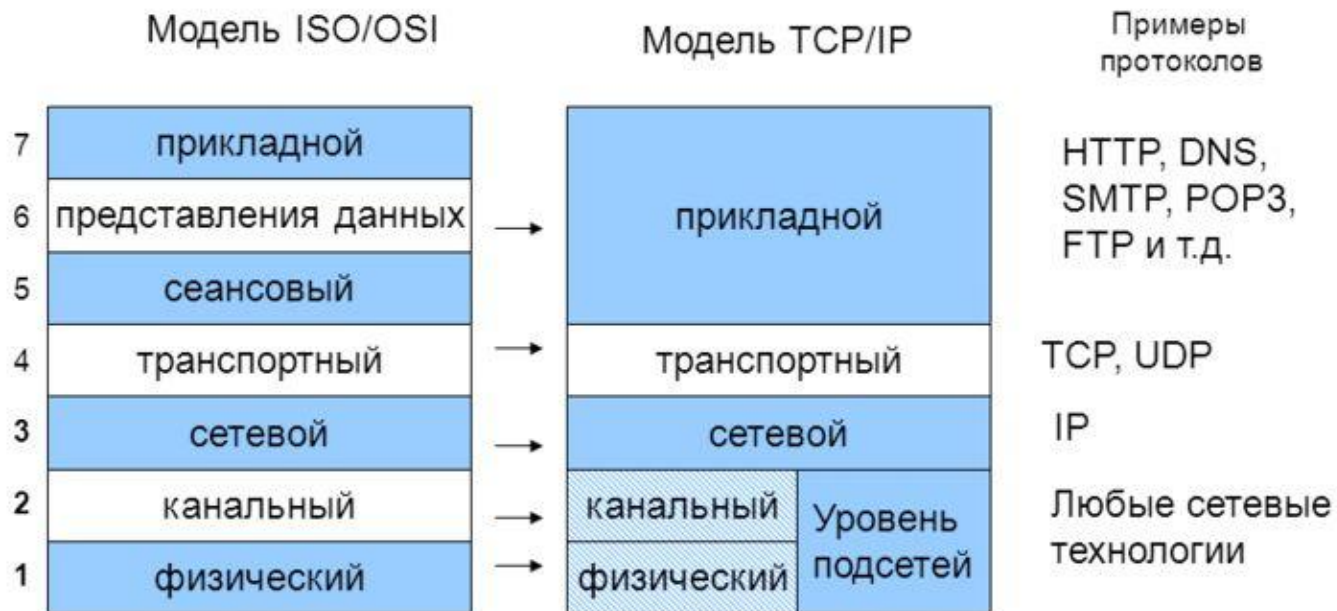 Модель ISO/OSI
Модель TCP/IP
Примеры
протоколов
7
прикладной
6
представления данных
5
сеансовый
4
транспортный
3
сетевой
2
канальный
1
физический
прикладной
транспортный
сетевой
канальный
физический
Уровень
подсетей
HTTP, DNS,
SMTP, POP3,
FTP и т.д.
TCP, UDP
IP
Любые сетевые
технологии